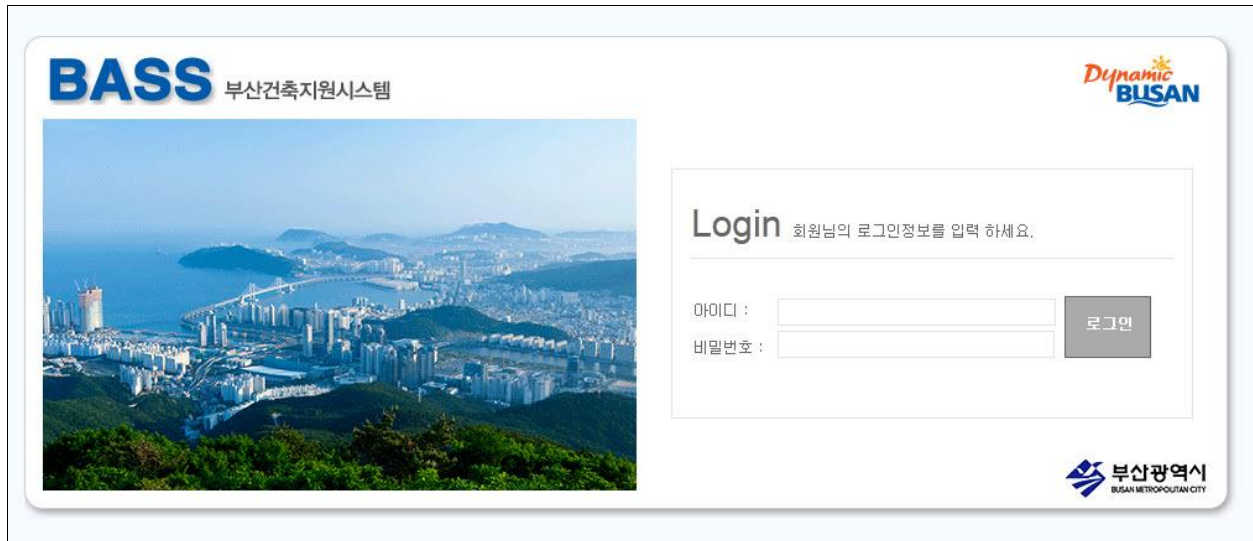 BASS 부산건축지원시스템
Dynamic
BUSAN
Login 회원님의 로그인정보를 입력 하세요.
아이디 :
로그인
비밀번호 :
부산광역시
BUSAN METROPOLITAN CITY